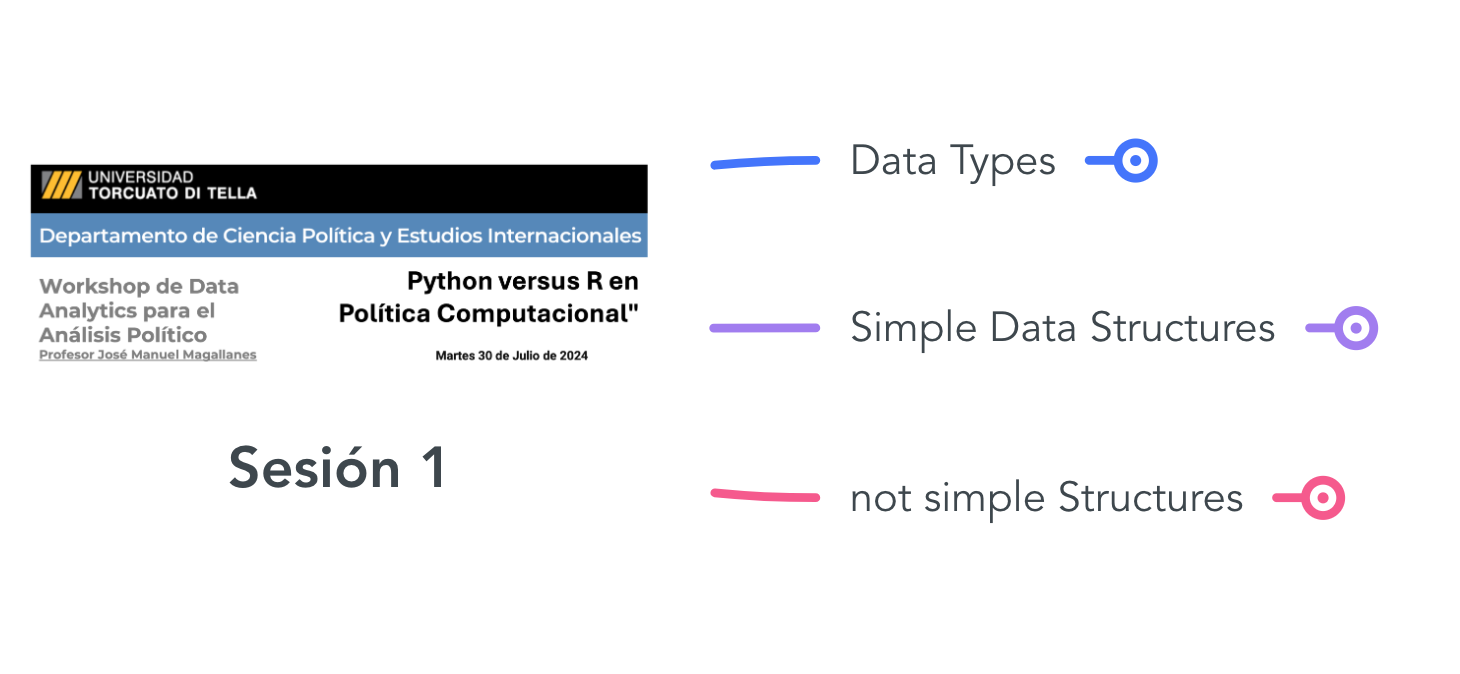 UNIVERSIDAD
TORCUATO DI TELLA
Departamento de Ciencia Política y Estudios Internacionales
Workshop de Data
Analytics para el
Análisis Político
Profesor José Manuel Magallanes
Python versus R en
Política Computacional"
Martes 30 de Julio de 2024
Sesión 1
Data Types
Simple Data Structures
not simple Structures